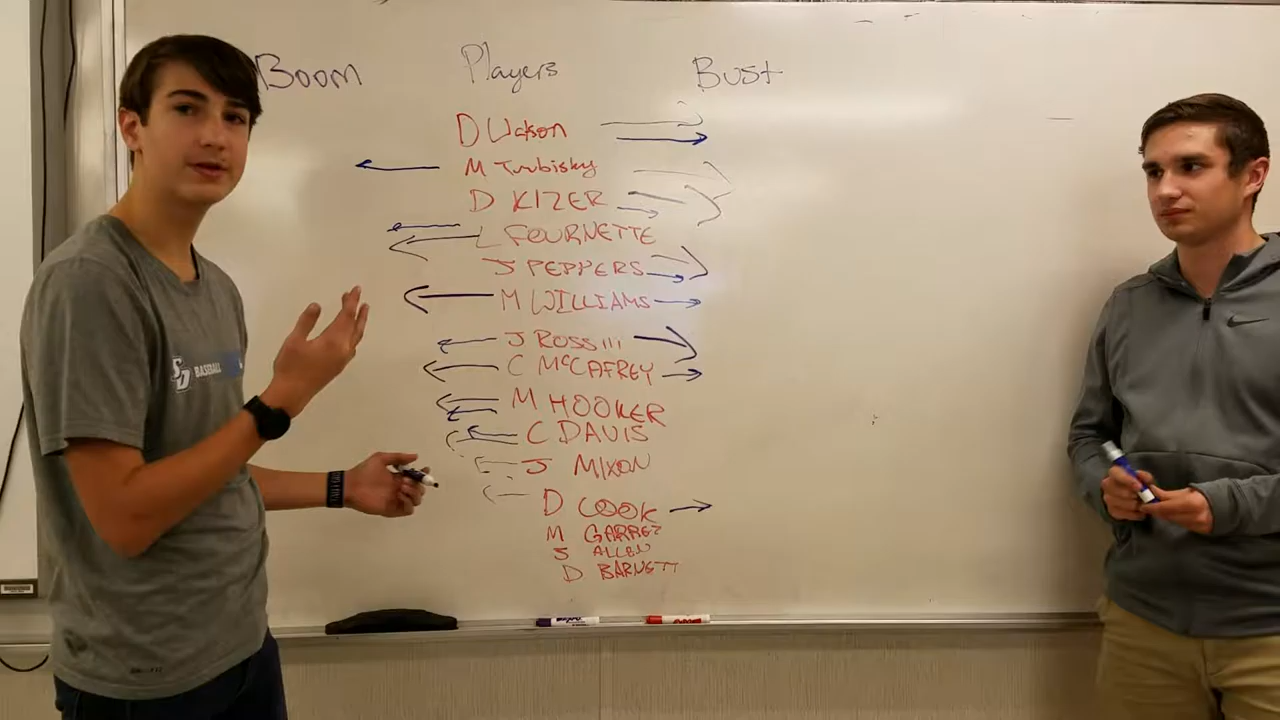 Boom Players Bust
D Watson
M Trubisky
D KIZER
L FOURNETTE
J PEPPERS
M WILLIAMS
J ROSS III
C McCAFREY
M HOOKER
C DAVIS
J MIXON
D COOK
M GARRET
J ALLEN
D BARNETT
SD BASEBALL
EXPO